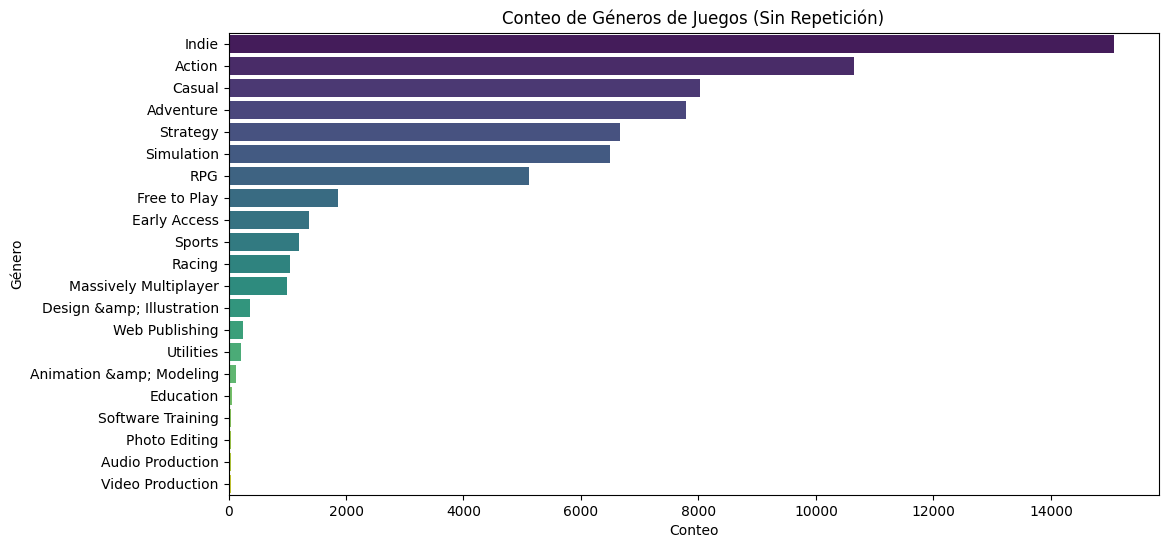 Conteo de Géneros de Juegos (Sin Repetición)
Género
Indie
Action
Casual
Adventure
Strategy
Simulation
RPG
Free to Play
Early Access
Sports
Racing
Massively Multiplayer
Design &amp; Illustration
Web Publishing
Utilities
Animation &amp; Modeling
Education
Software Training
Photo Editing
Audio Production
Video Production
0 2000 4000 6000 8000 10000 12000 14000
Conteo